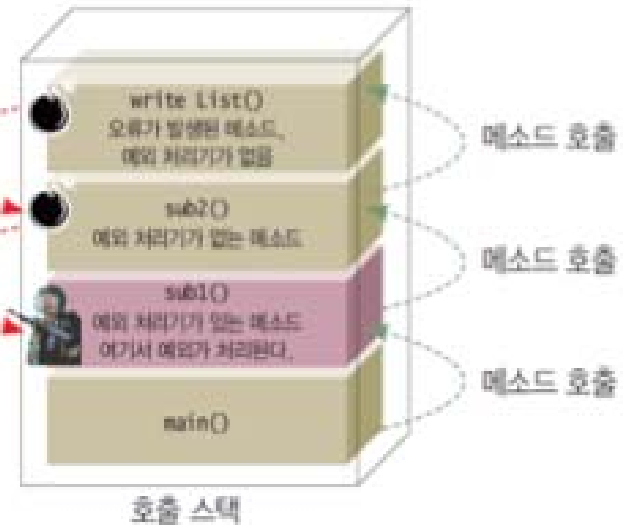 write List()
오류가 발생된 메소드,
예외 처리기가 없음
메소드 호출
sub2()
예외 처리기가 없는 메소드
메소드 호출
sub1()
예외 처리기가 있는 메소드
여기서 예외가 처리된다.
메소드 호출
main()
호출 스택